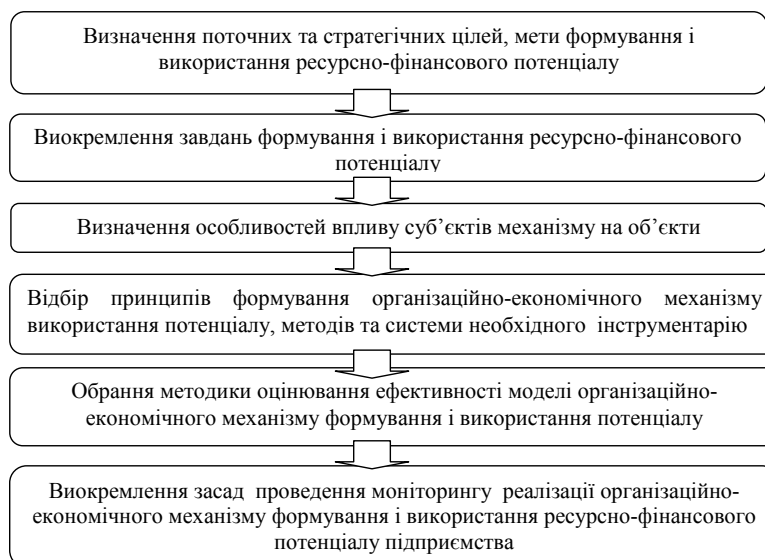 Визначення поточних та стратегічних цілей, мети формування і
використання ресурсно-фінансового потенціалу
Виокремлення завдань формування і використання ресурсно-фінансового
потенціалу
Визначення особливостей впливу суб’єктів механізму на об’єкти
Відбір принципів формування організаційно-економічного механізму
використання потенціалу, методів та системи необхідного інструментарію
Обрання методики оцінювання ефективності моделі організаційно-
економічного механізму формування і використання потенціалу
Виокремлення засад проведення моніторингу реалізації організаційно-
економічного механізму формування і використання ресурсно-фінансового
потенціалу підприємства